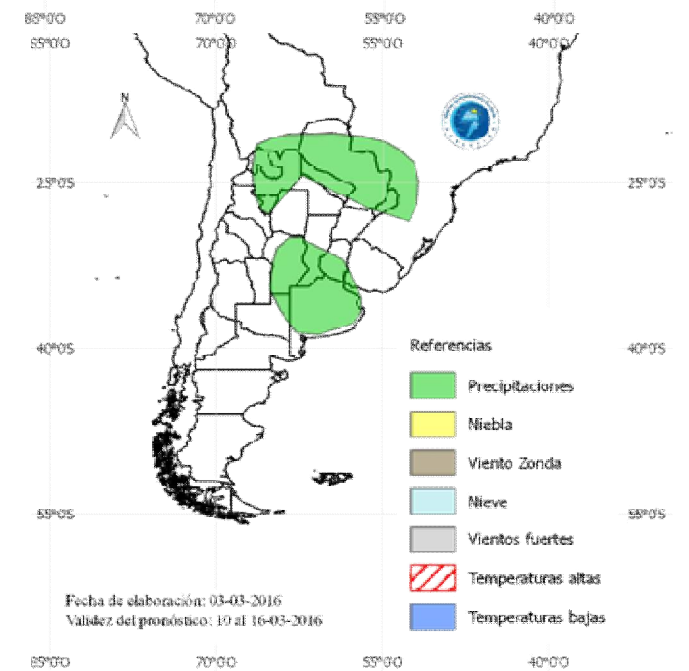 85°0'O 70°0'O 55°0'O 40°0'O
55°0'O 70°0'O 55°0'O 40°0'O
N
25°0'S 25°0'S
40°0'S 40°0'S
Referencias
Precipitaciones
Niebla
Viento Zonda
Nieve
55°0'S 55°0'S
Vientos fuertes
Temperaturas altas
Temperaturas bajas
Fecha de elaboración: 03-03-2016
Validez del pronóstico: 10 al 16-03-2016
85°0'O 70°0'O 55°0'O 40°0'O